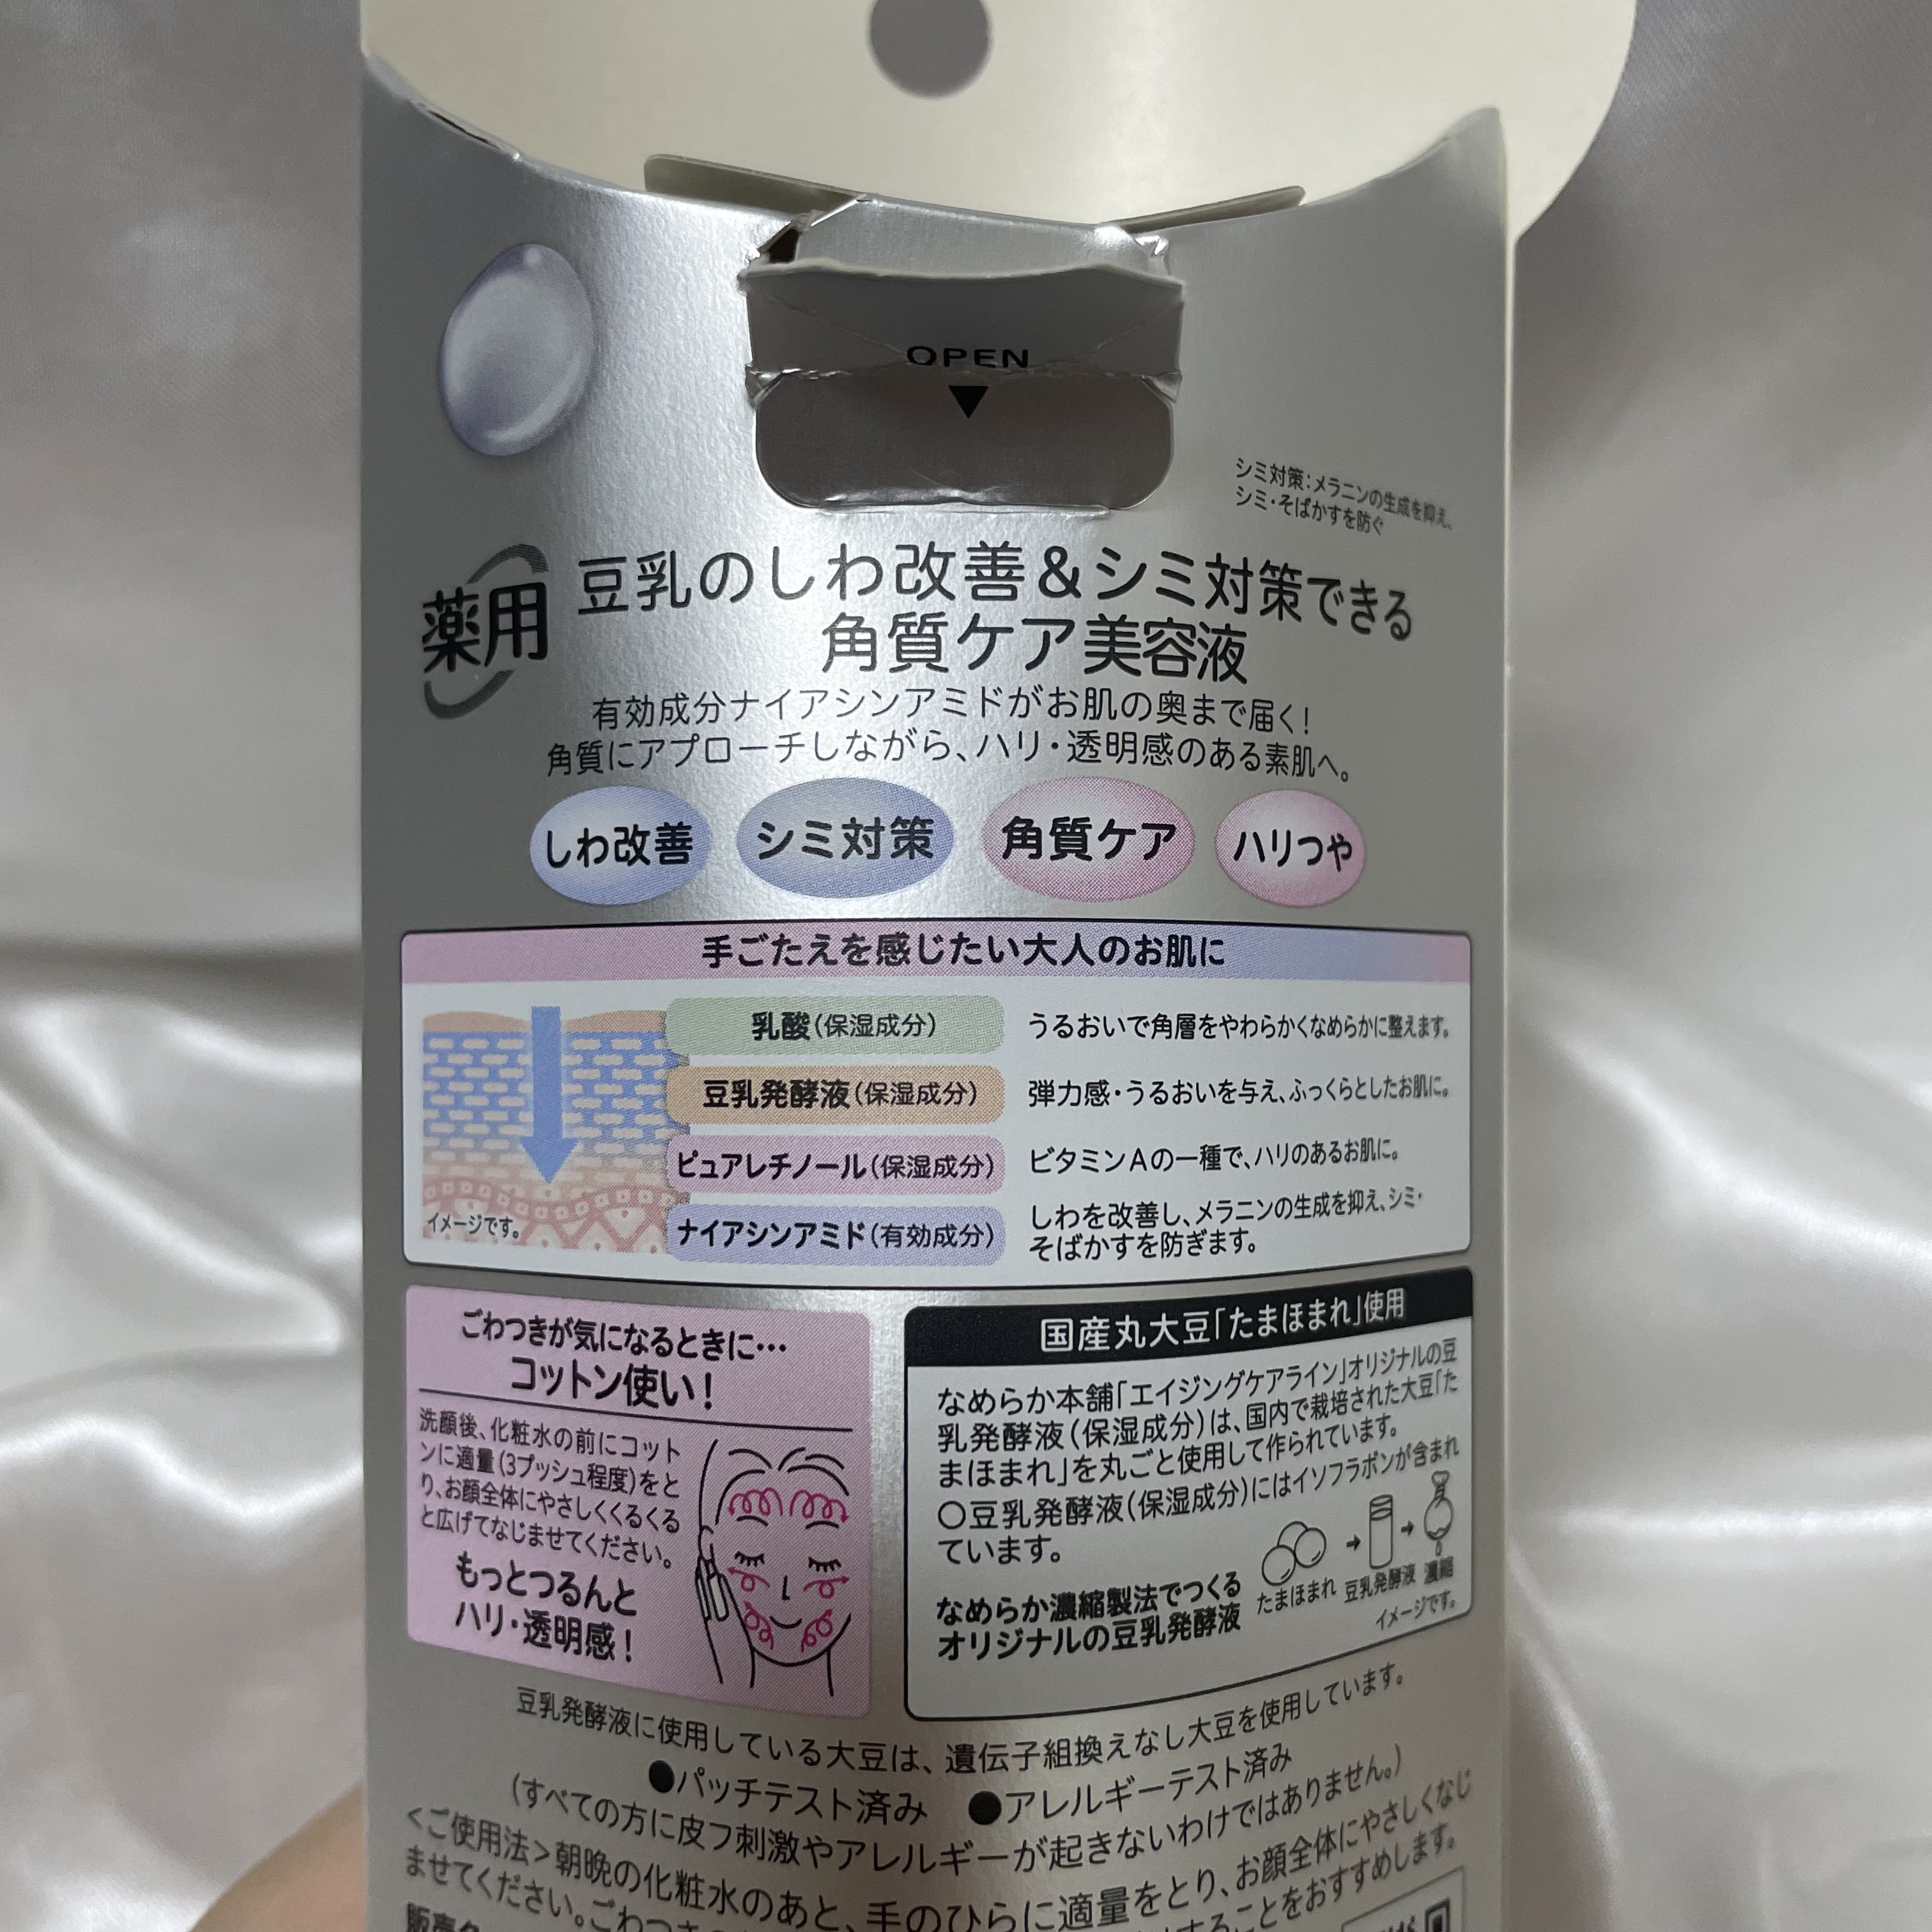 OPEN
シミ対策：メラニンの生成を抑え、
シミ・そばかすを防ぐ
薬用
豆乳のしわ改善＆シミ対策できる
角質ケア美容液
有効成分ナイアシンアミドがお肌の奥まで届く！
角質にアプローチしながら、ハリ・透明感のある素肌へ。
しわ改善 シミ対策 角質ケア ハリつや
手ごたえを感じたい大人のお肌に
乳酸（保湿成分） うるおいで角層をやわらかくなめらかに整えます。
豆乳発酵液（保湿成分） 弾力感・うるおいを与え、ふっくらとしたお肌に。
ピュアレチノール（保湿成分） ビタミンAの一種で、ハリのあるお肌に。
ナイアシンアミド（有効成分） しわを改善し、メラニンの生成を抑え、シミ・
そばかすを防ぎます。
イメージです。
ごわつきが気になるときに…
コットン使い！
洗顔後、化粧水の前にコット
ンに適量（3プッシュ程度）をと
り、お顔全体にやさしくくるくる
と広げてなじませてください。
もっとつるんと
ハリ・透明感！
国産丸大豆「たまほまれ」使用
なめらか本舗「エイジングケアライン」オリジナルの豆
乳発酵液（保湿成分）は、国内で栽培された大豆「た
まほまれ」を丸ごと使用して作られています。
〇豆乳発酵液（保湿成分）にはイソフラボンが含まれ
ています。
なめらか濃縮製法でつくる
オリジナルの豆乳発酵液
たまほまれ 豆乳発酵液 濃縮
イメージです。
豆乳発酵液に使用している大豆は、遺伝子組換えなし大豆を使用しています。
●パッチテスト済み ●アレルギーテスト済み
（すべての方に皮フ刺激やアレルギーが起きないわけではありません。）
＜ご使用法＞朝晩の化粧水のあと、手のひらに適量をとり、お顔全体にやさしくなじ
ませてください。ごわつき
することをおすすめします。